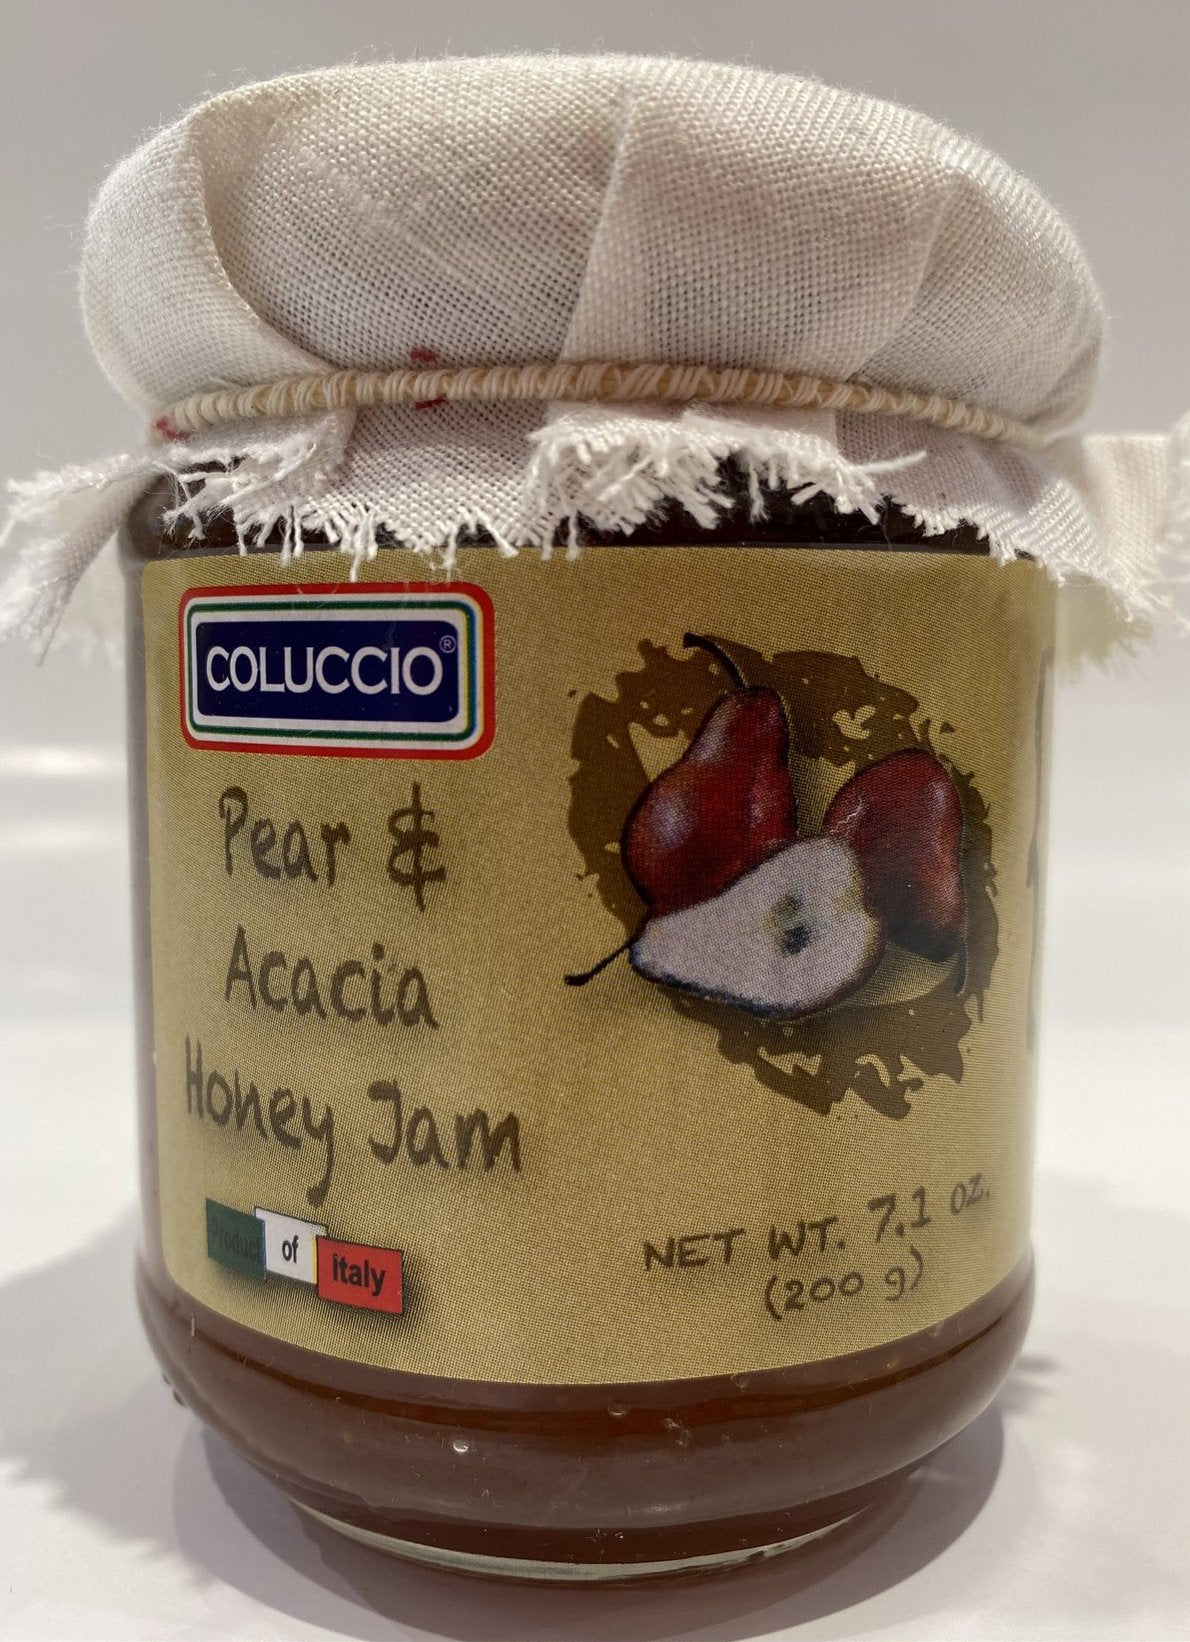 COLUCCIO®
Pear &
Acacia
Honey Jam
Product of Italy
NET WT. 7.1 oz.
(200 g)